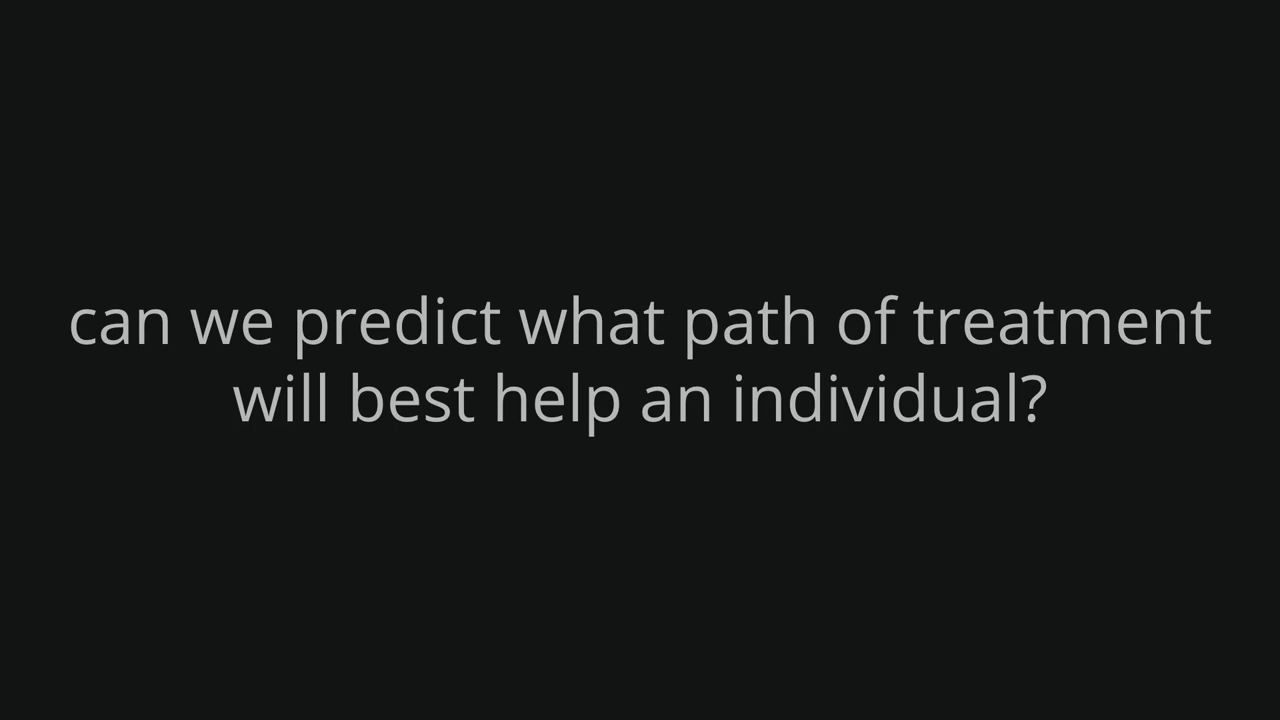 can we predict what path of treatment
will best help an individual?